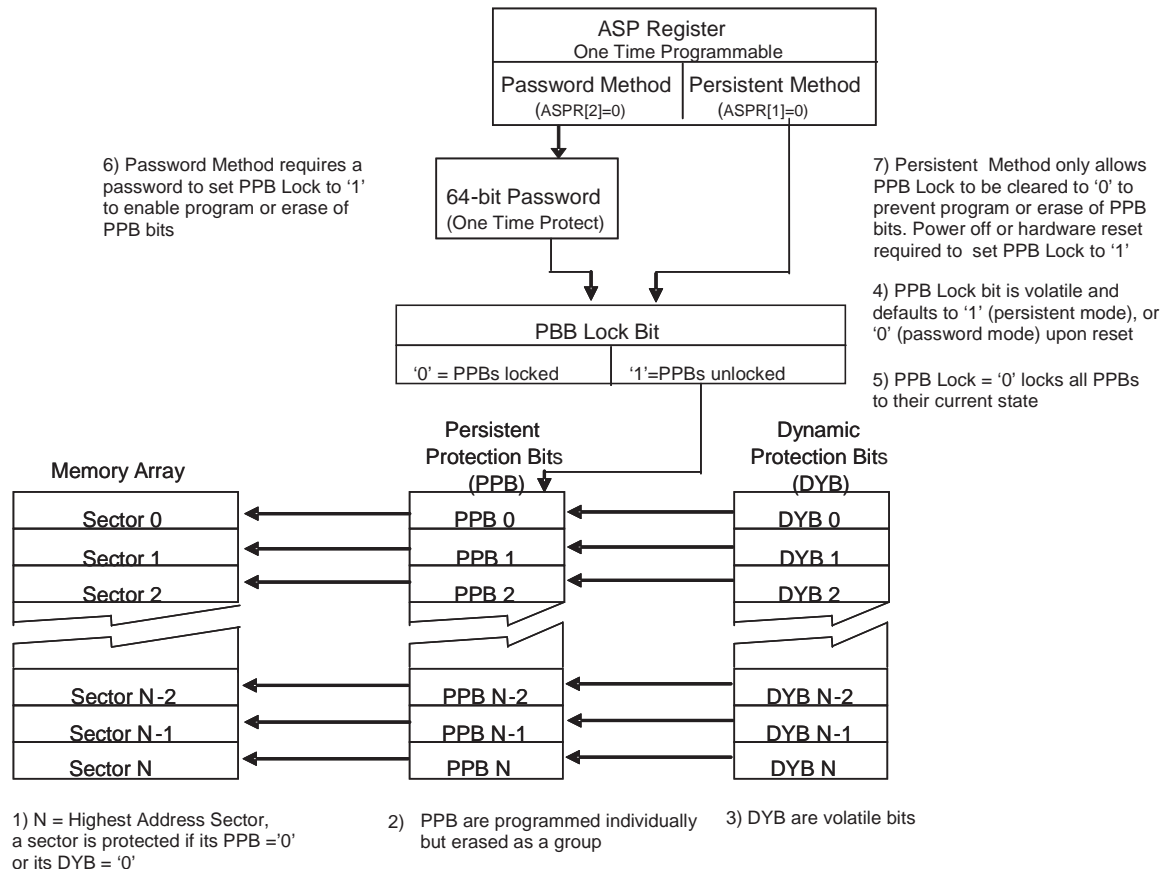 ASP Register
One Time Programmable
Password Method
(ASPR[2]=0)
Persistent Method
(ASPR[1]=0)
6) Password Method requires a
password to set PPB Lock to ‘1’
to enable program or erase of
PPB bits
64-bit Password
(One Time Protect)
7) Persistent Method only allows
PPB Lock to be cleared to ‘0’ to
prevent program or erase of PPB
bits. Power off or hardware reset
required to set PPB Lock to ‘1’
4) PPB Lock bit is volatile and
defaults to ‘1’ (persistent mode), or
‘0’ (password mode) upon reset
5) PPB Lock = ‘0’ locks all PPBs
to their current state
PBB Lock Bit
‘0’ = PPBs locked
‘1’=PPBs unlocked
Memory Array
Persistent
Protection Bits
(PPB)
Dynamic
Protection Bits
(DYB)
Sector 0
PPB 0
DYB 0
Sector 1
PPB 1
DYB 1
Sector 2
PPB 2
DYB 2
Sector N-2
PPB N-2
DYB N-2
Sector N-1
PPB N-1
DYB N-1
Sector N
PPB N
DYB N
1) N = Highest Address Sector,
a sector is protected if its PPB =‘0’
or its DYB = ‘0’
2) PPB are programmed individually
but erased as a group
3) DYB are volatile bits